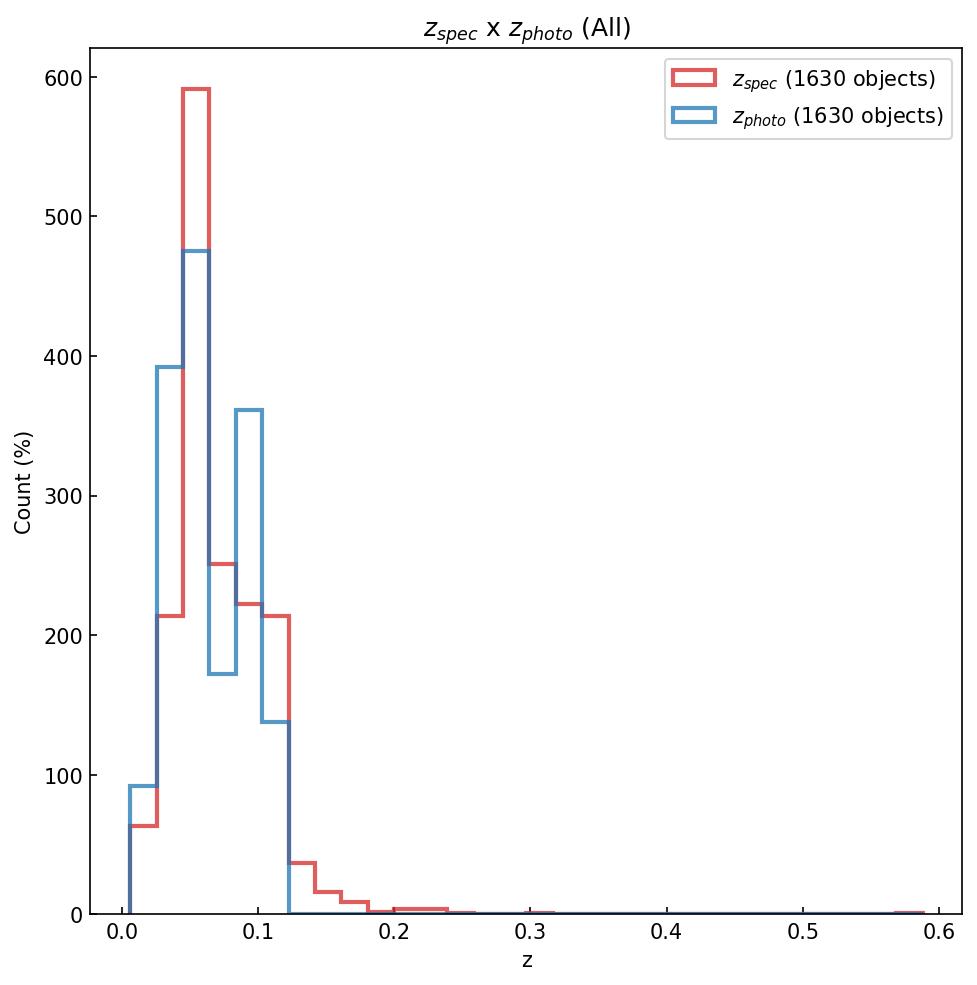 z_spec x z_photo (All)
z_spec (1630 objects)
z_photo (1630 objects)
Count (%)
600
500
400
300
200
100
0
0.0 0.1 0.2 0.3 0.4 0.5 0.6
z